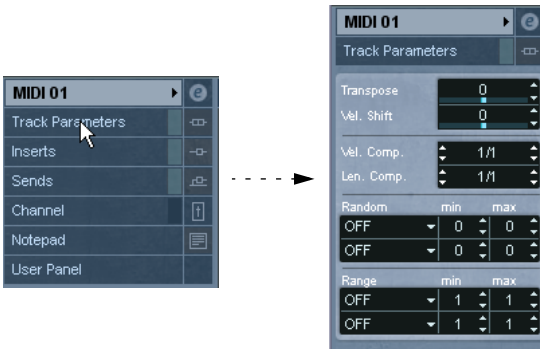 MIDI 01
Track Parameters
Inserts
Sends
Channel
Notepad
User Panel
MIDI 01
Track Parameters
Transpose 0
Vel. Shift 0
Vel. Comp. 1/1
Len. Comp. 1/1
Random min max
OFF 0 0
OFF 0 0
Range min max
OFF 1 1
OFF 1 1